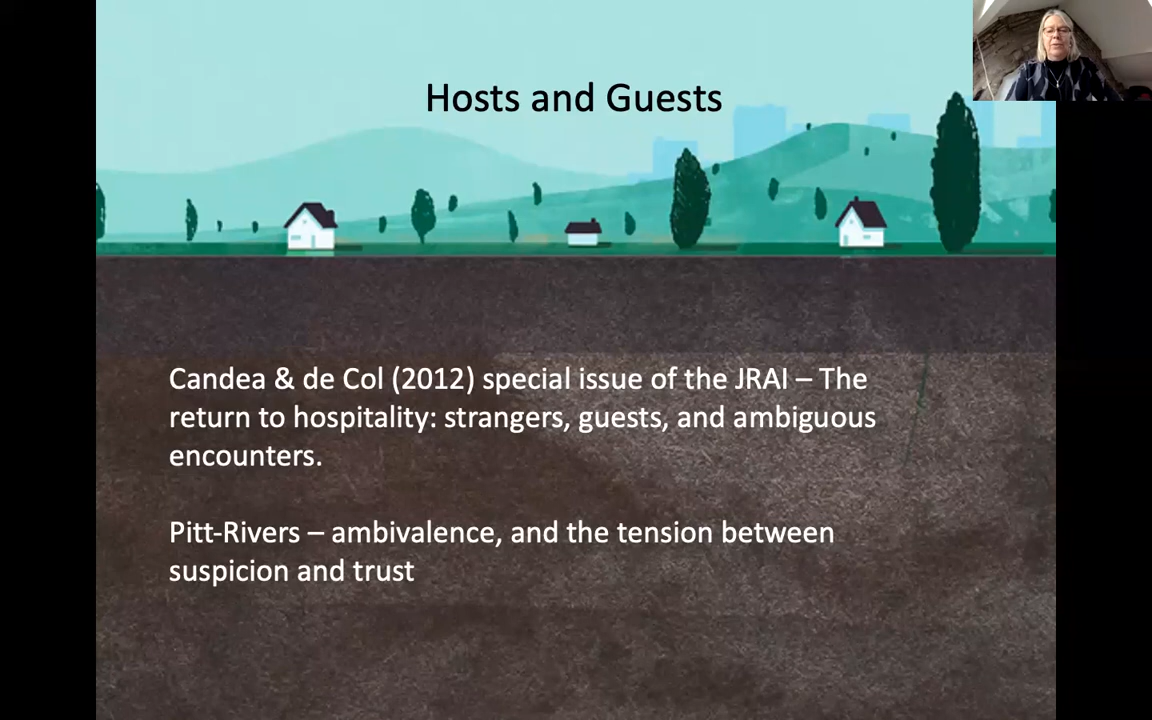 Hosts and Guests
Candea & de Col (2012) special issue of the JRAI – The
return to hospitality: strangers, guests, and ambiguous
encounters.
Pitt-Rivers – ambivalence, and the tension between
suspicion and trust